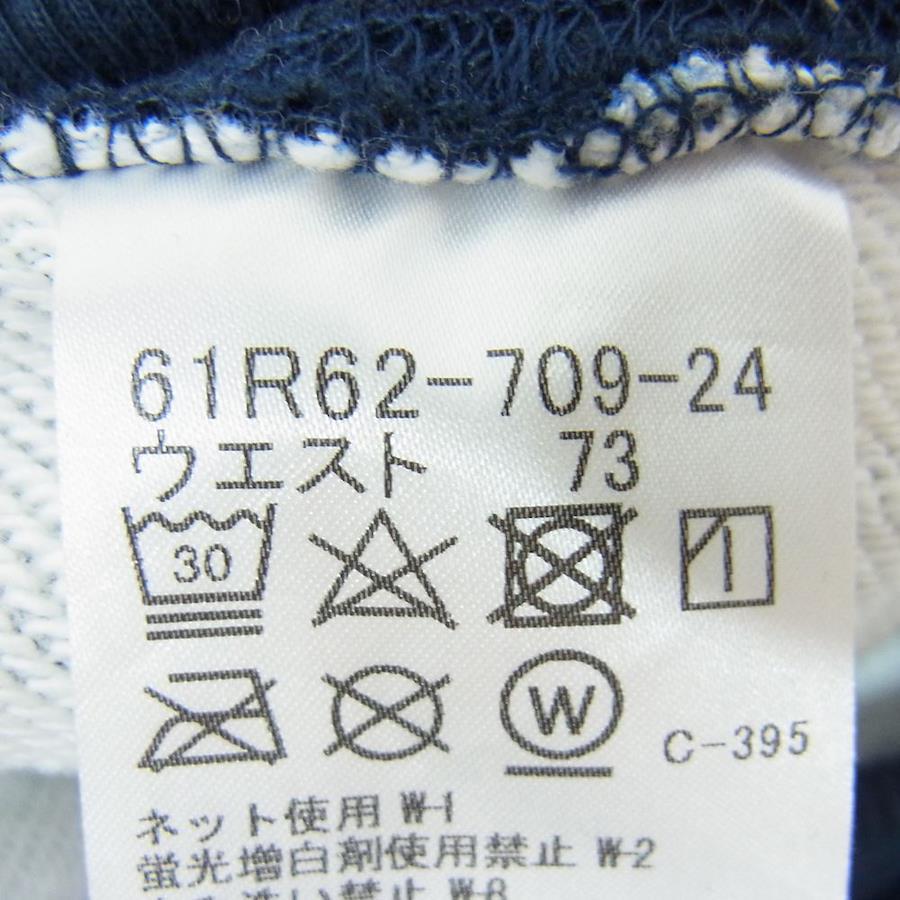 61R62-709-24
ウエスト 73
30
W C-395
ネット使用 W-1
蛍光増白剤使用禁止 W-2
W-6